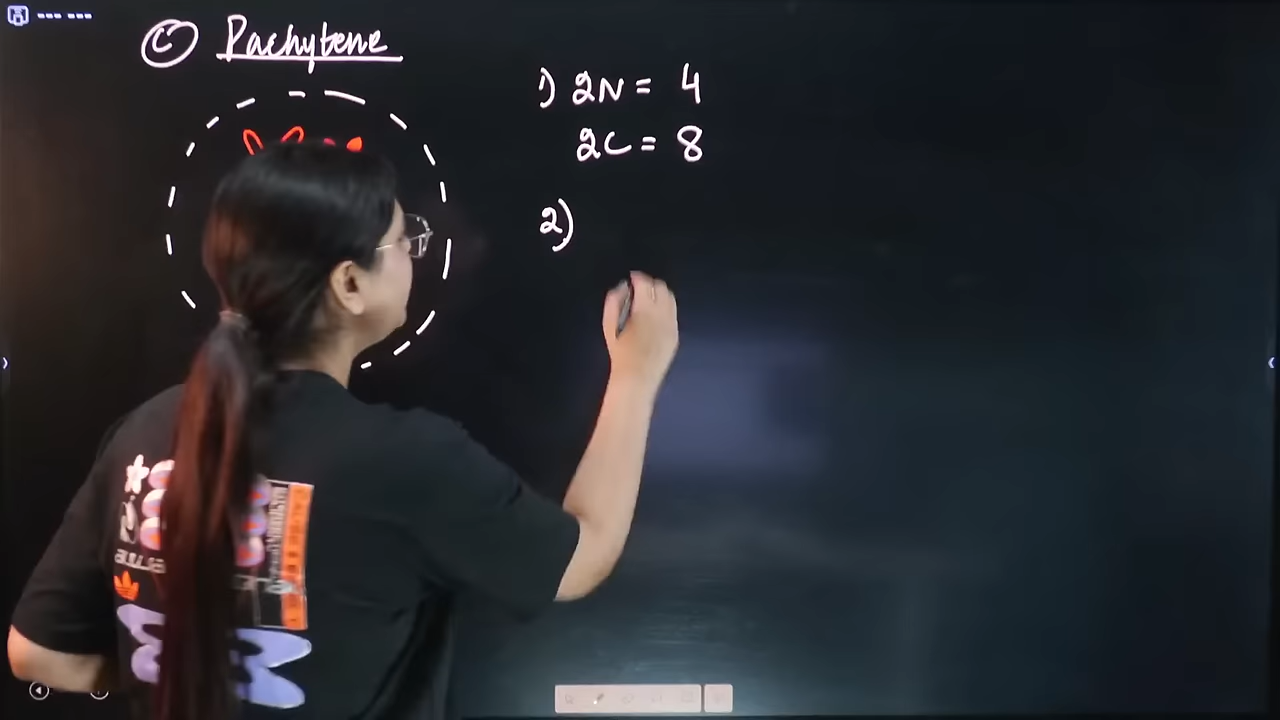 C Pachytene
1) 2N = 4
2C = 8
2)